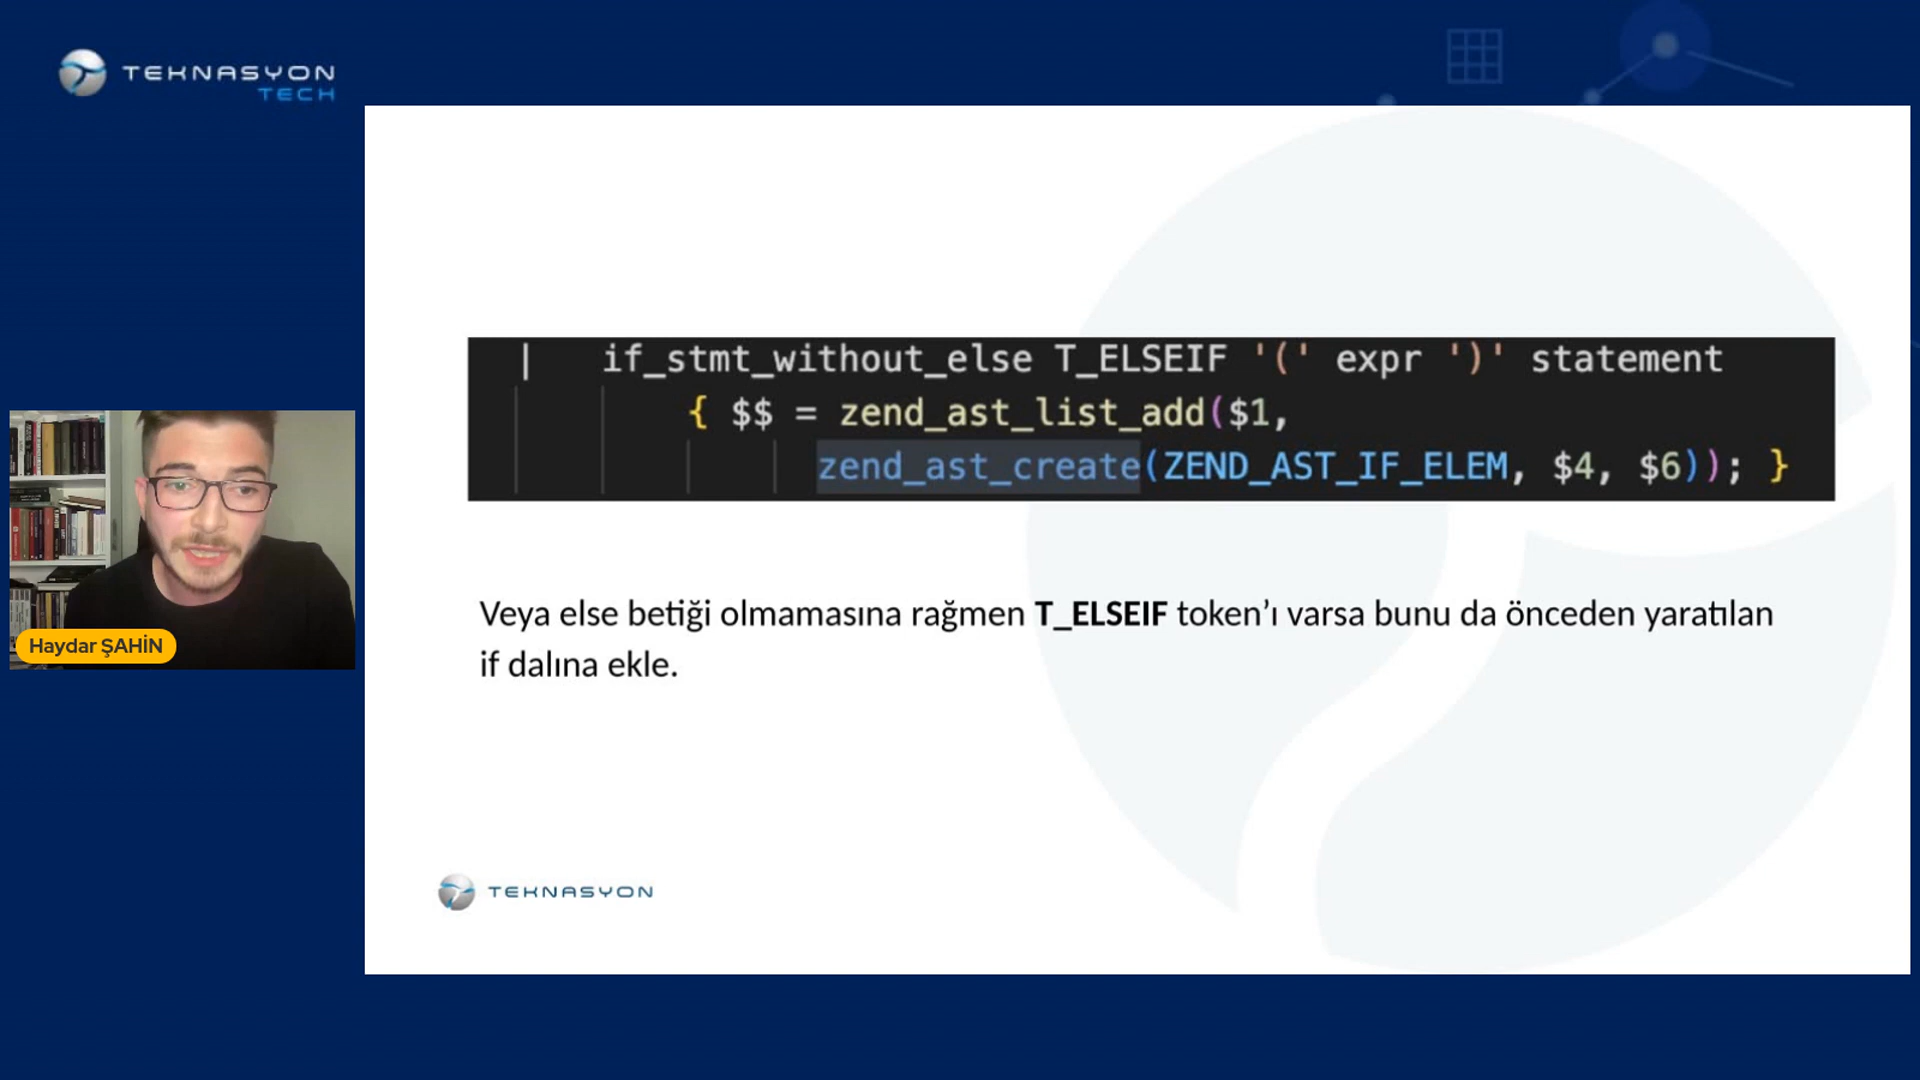 TEKNASYON
TECH
| if_stmt_without_else T_ELSEIF '(' expr ')' statement
{ $$ = zend_ast_list_add($1,
zend_ast_create(ZEND_AST_IF_ELEM, $4, $6)); }
Haydar ŞAHİN
Veya else betiği olmamasına rağmen T_ELSEIF token’ı varsa bunu da önceden yaratılan
if dalına ekle.
TEKNASYON